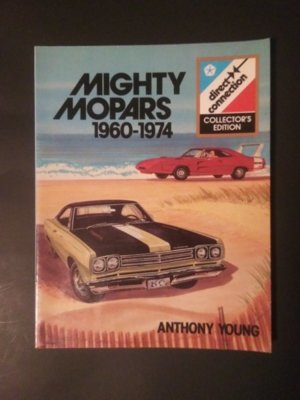 MIGHTY
MOPARS
1960-1974
direct
connection
COLLECTOR'S
EDITION
ANTHONY YOUNG